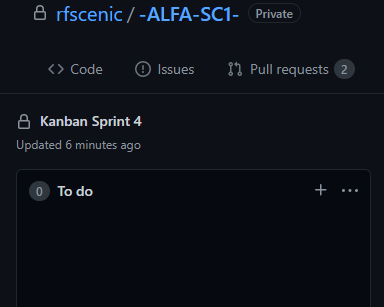 rfscenic / -ALFA-SC1- Private
Code Issues Pull requests 2
Kanban Sprint 4
Updated 6 minutes ago
0 To do